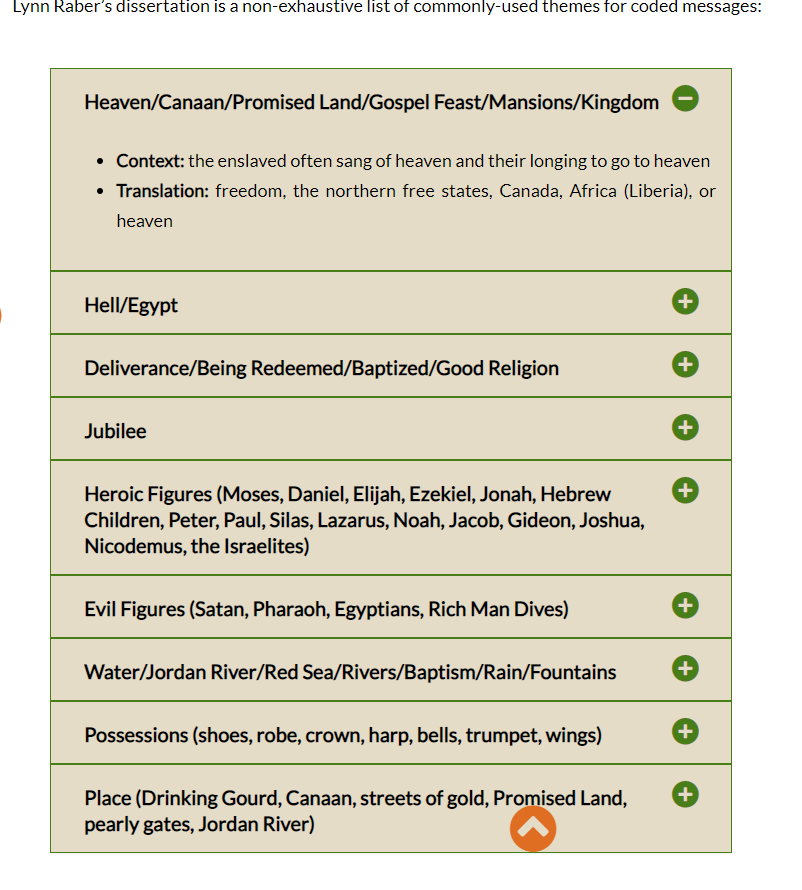 Lynn Raber's dissertation is a non-exhaustive list of commonly-used themes for coded messages:
Heaven/Canaan/Promised Land/Gospel Feast/Mansions/Kingdom
• Context: the enslaved often sang of heaven and their longing to go to heaven
• Translation: freedom, the northern free states, Canada, Africa (Liberia), or
heaven
Hell/Egypt
Deliverance/Being Redeemed/Baptized/Good Religion
Jubilee
Heroic Figures (Moses, Daniel, Elijah, Ezekiel, Jonah, Hebrew
Children, Peter, Paul, Silas, Lazarus, Noah, Jacob, Gideon, Joshua,
Nicodemus, the Israelites)
Evil Figures (Satan, Pharaoh, Egyptians, Rich Man Dives)
Water/Jordan River/Red Sea/Rivers/Baptism/Rain/Fountains
Possessions (shoes, robe, crown, harp, bells, trumpet, wings)
Place (Drinking Gourd, Canaan, streets of gold, Promised Land,
pearly gates, Jordan River)